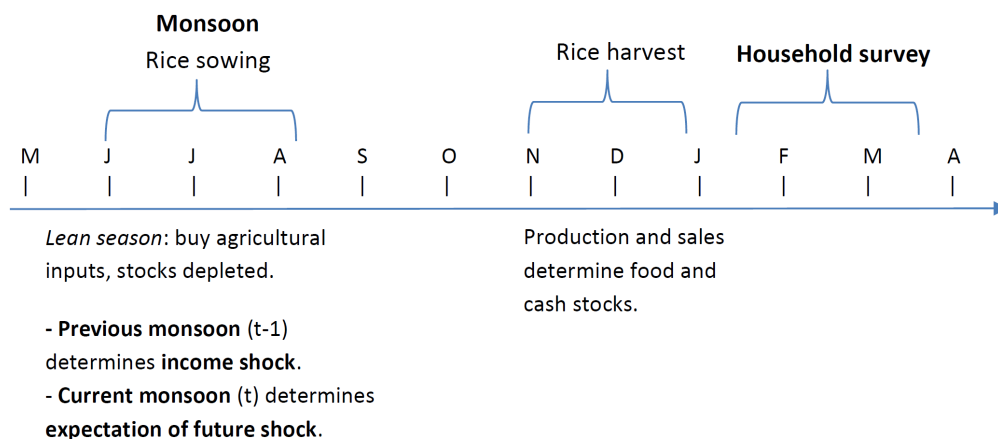 Monsoon
Rice sowing
Rice harvest
Household survey
M J J A S O N D J F M A
Lean season: buy agricultural
inputs, stocks depleted.
- Previous monsoon (t-1)
determines income shock.
- Current monsoon (t) determines
expectation of future shock.
Production and sales
determine food and
cash stocks.